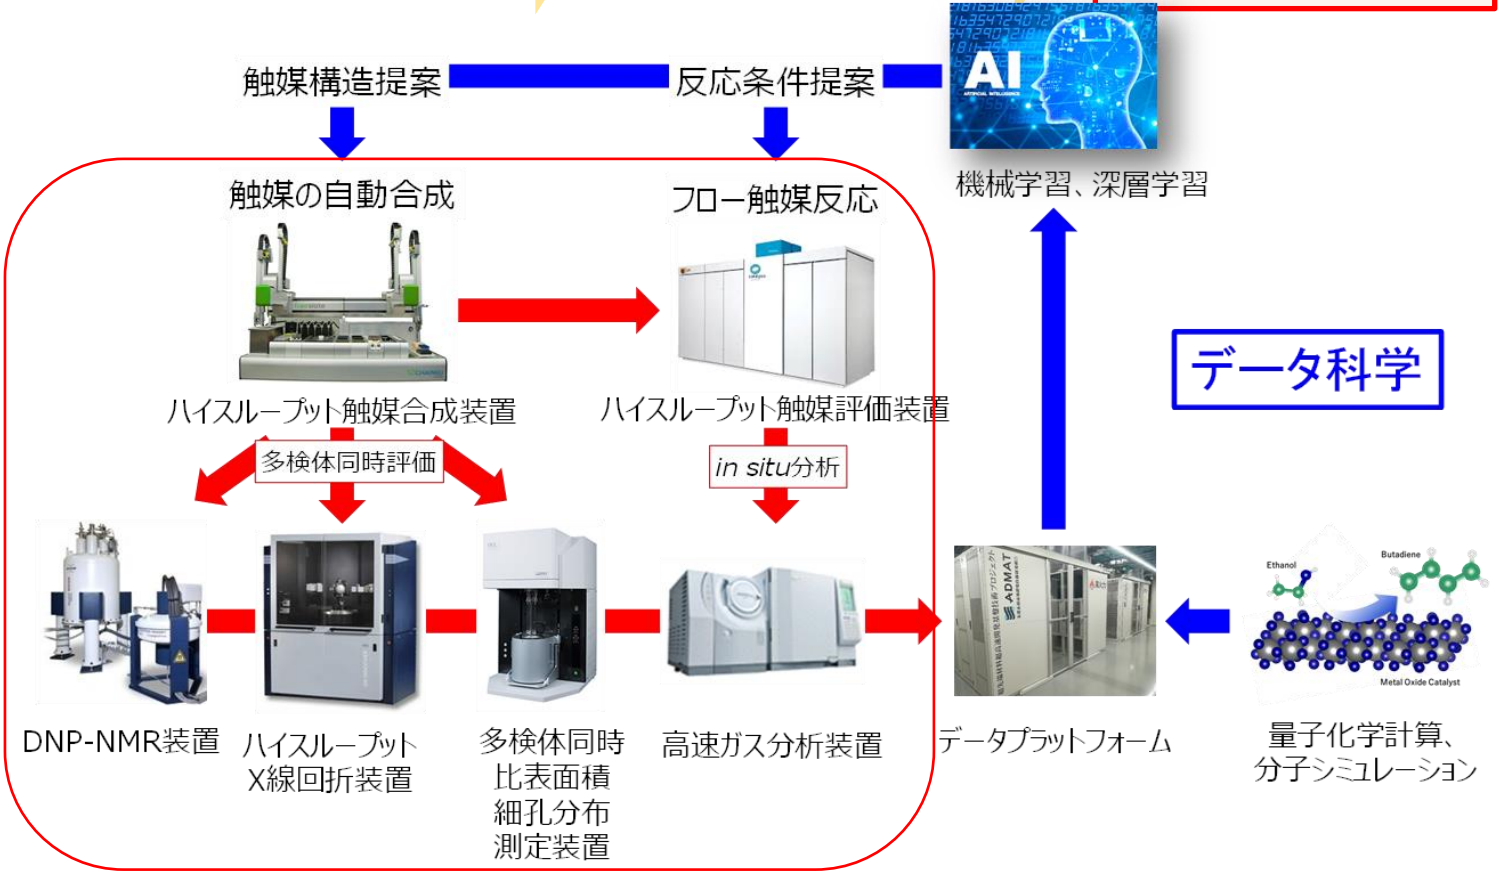 触媒構造提案
反応条件提案
AI
ARTIFICIAL INTELLIGENCE
機械学習、深層学習
触媒の自動合成
フロー触媒反応
ハイスループット触媒合成装置
ハイスループット触媒評価装置
データ科学
多検体同時評価
in situ分析
ADMAT
Ethanol
Butadiene
Metal Oxide Catalyst
DNP-NMR装置
ハイスループット
X線回折装置
多検体同時
比表面積
細孔分布
測定装置
高速ガス分析装置
データプラットフォーム
量子化学計算、
分子シミュレーション